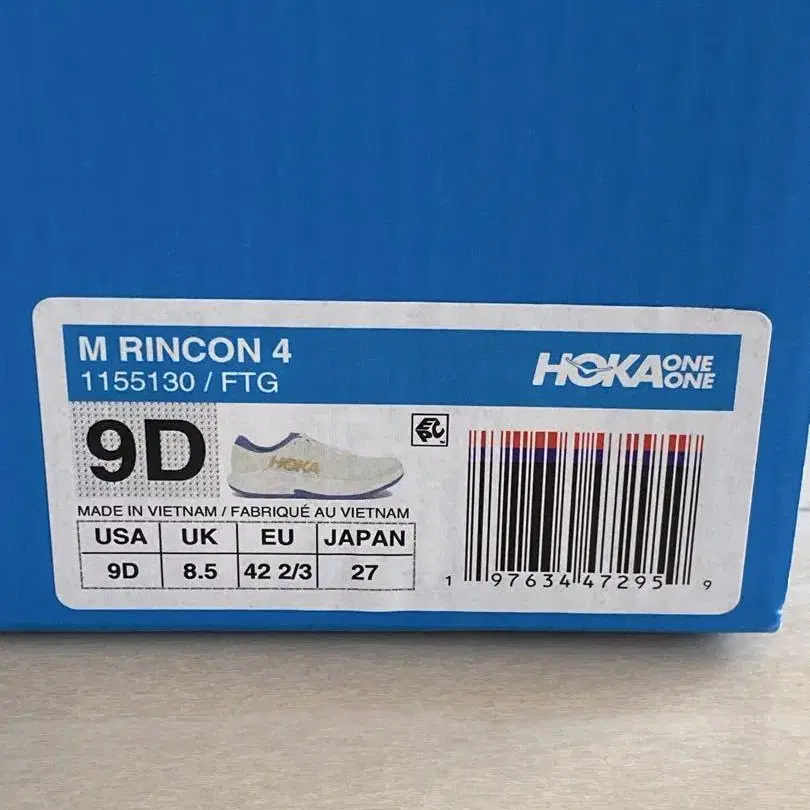 M RINCON 4
1155130 / FTG
HOKA ONE ONE
9D
HOKA
EPC
MADE IN VIETNAM / FABRIQUÉ AU VIETNAM
USA UK EU JAPAN
9D 8.5 42 2/3 27
1 97634 47295 9